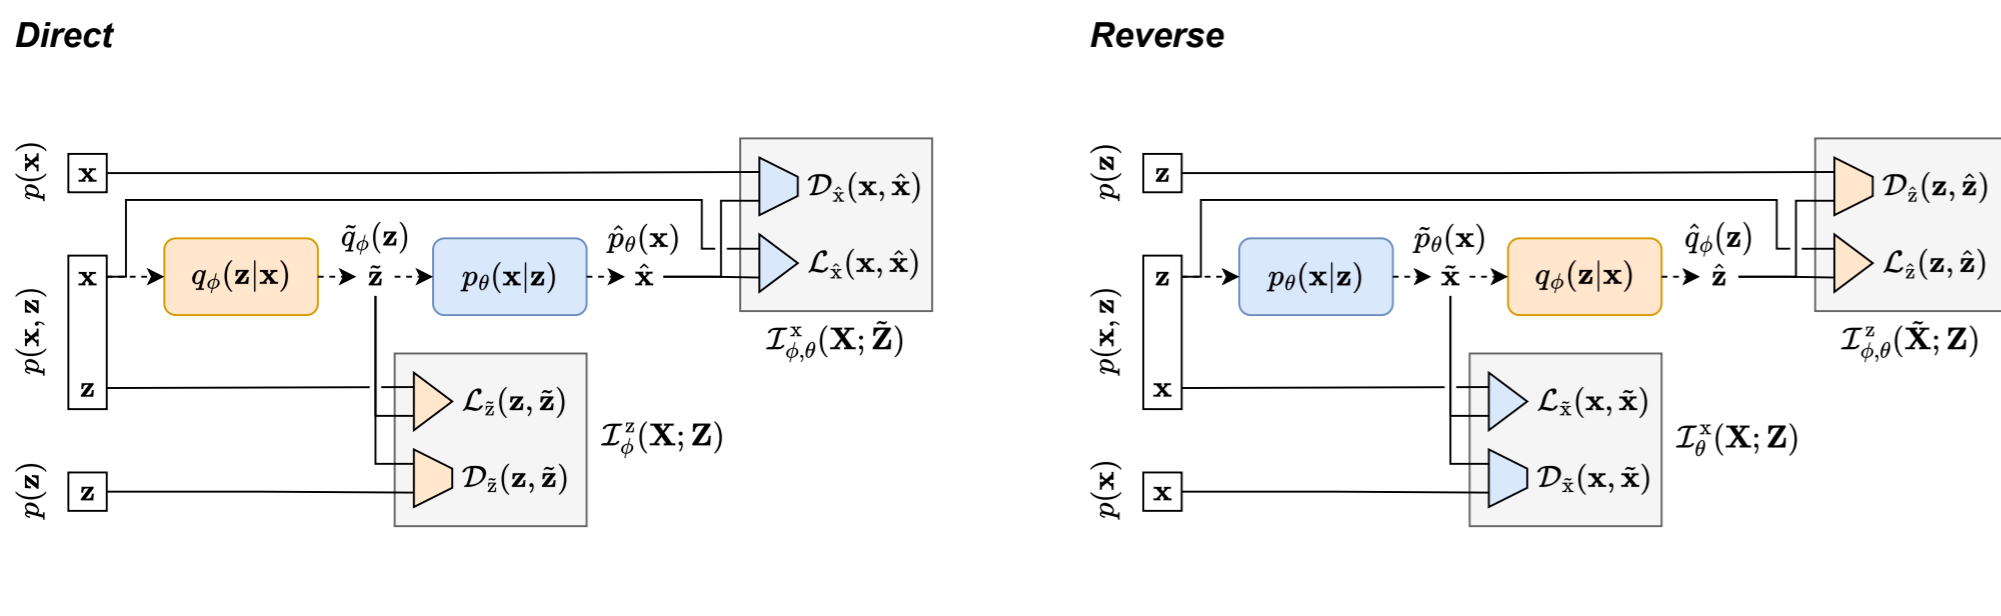 Direct
p(x)
x
𝒟_x̂(x, x̂)
p(x, z)
x
q_ϕ(z|x)
q̃_ϕ(z)
z̃
p_θ(x|z)
p̂_θ(x)
x̂
ℒ_x̂(x, x̂)
ℐ^x_ϕ,θ(X; Z̃)
z
ℒ_z̃(z, z̃)
ℐ^z_ϕ(X; Z)
p(z)
z
𝒟_z̃(z, z̃)
Reverse
p(z)
z
𝒟_ẑ(z, ẑ)
p(x, z)
z
p_θ(x|z)
p̃_θ(x)
x̃
q_ϕ(z|x)
q̂_ϕ(z)
ẑ
ℒ_ẑ(z, ẑ)
ℐ^z_ϕ,θ(X̃; Z)
x
ℒ_x̃(x, x̃)
ℐ^x_θ(X; Z)
p(x)
x
𝒟_x̃(x, x̃)